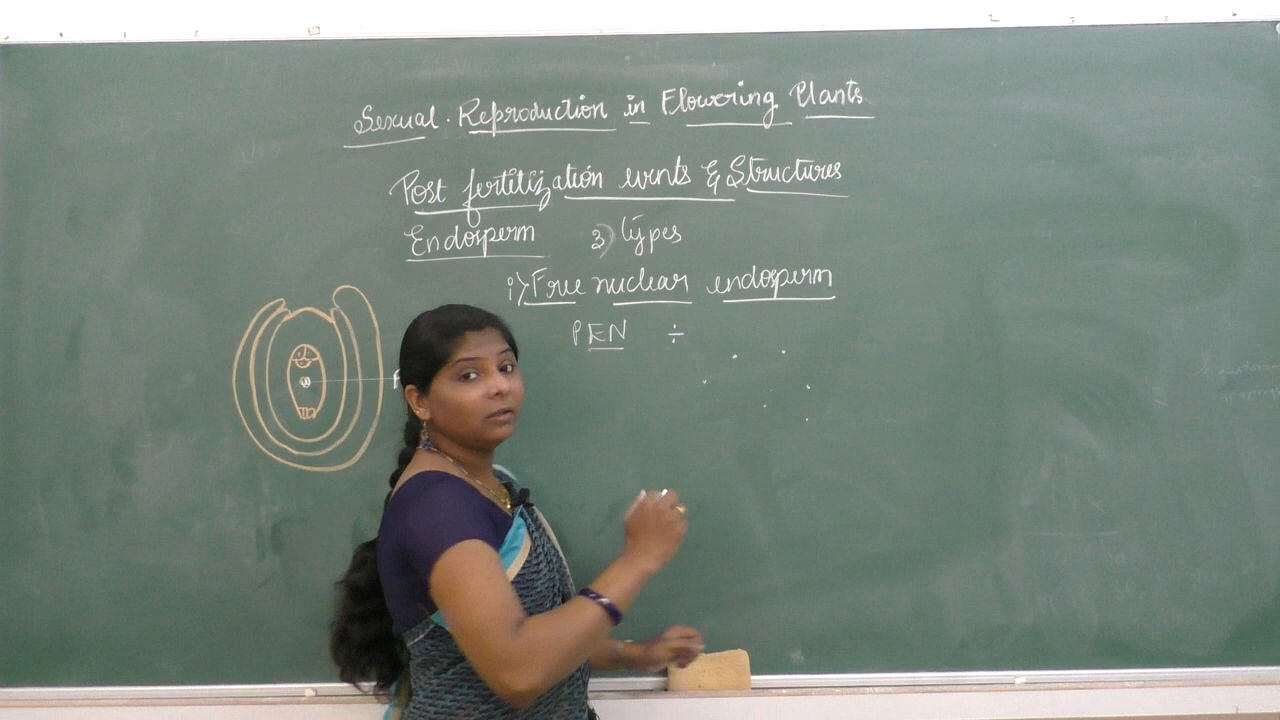 Sexual. Reproduction in Flowering Plants
Post fertilization events & Structures
Endosperm 3) types
i) Free nuclear endosperm
PEN ÷